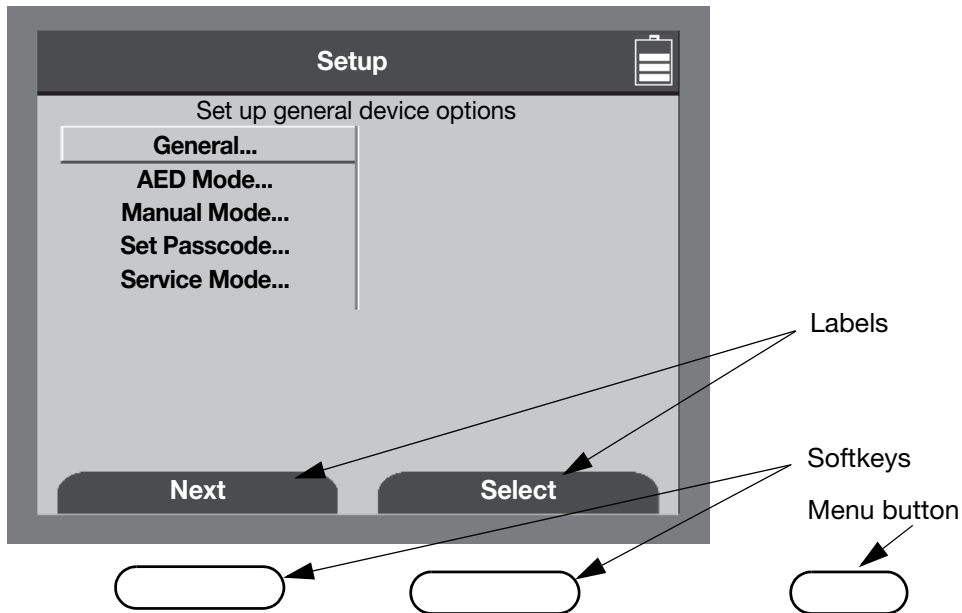 Setup
Set up general device options
General...
AED Mode...
Manual Mode...
Set Passcode...
Service Mode...
Labels
Softkeys
Next
Select
Menu button